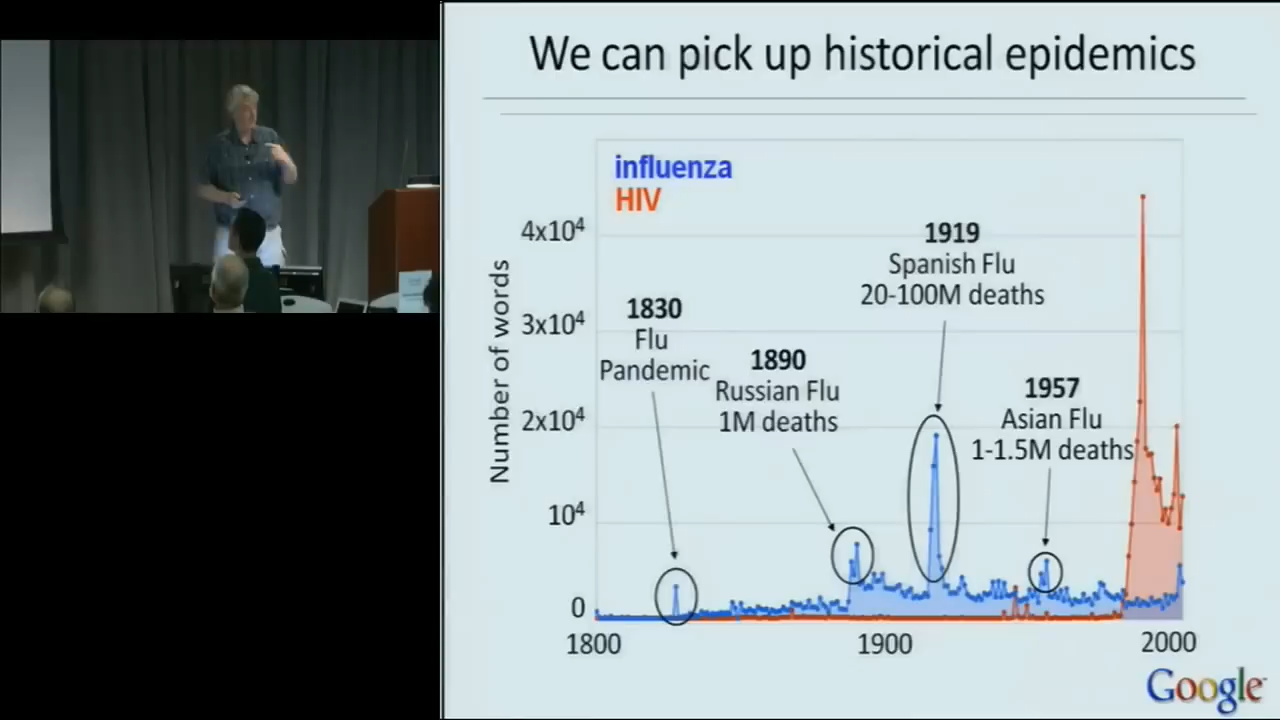 We can pick up historical epidemics
influenza
HIV
Number of words
4x10⁴
3x10⁴
2x10⁴
10⁴
0
1800
1900
2000
1830
Flu
Pandemic
1890
Russian Flu
1M deaths
1919
Spanish Flu
20-100M deaths
1957
Asian Flu
1-1.5M deaths
Google